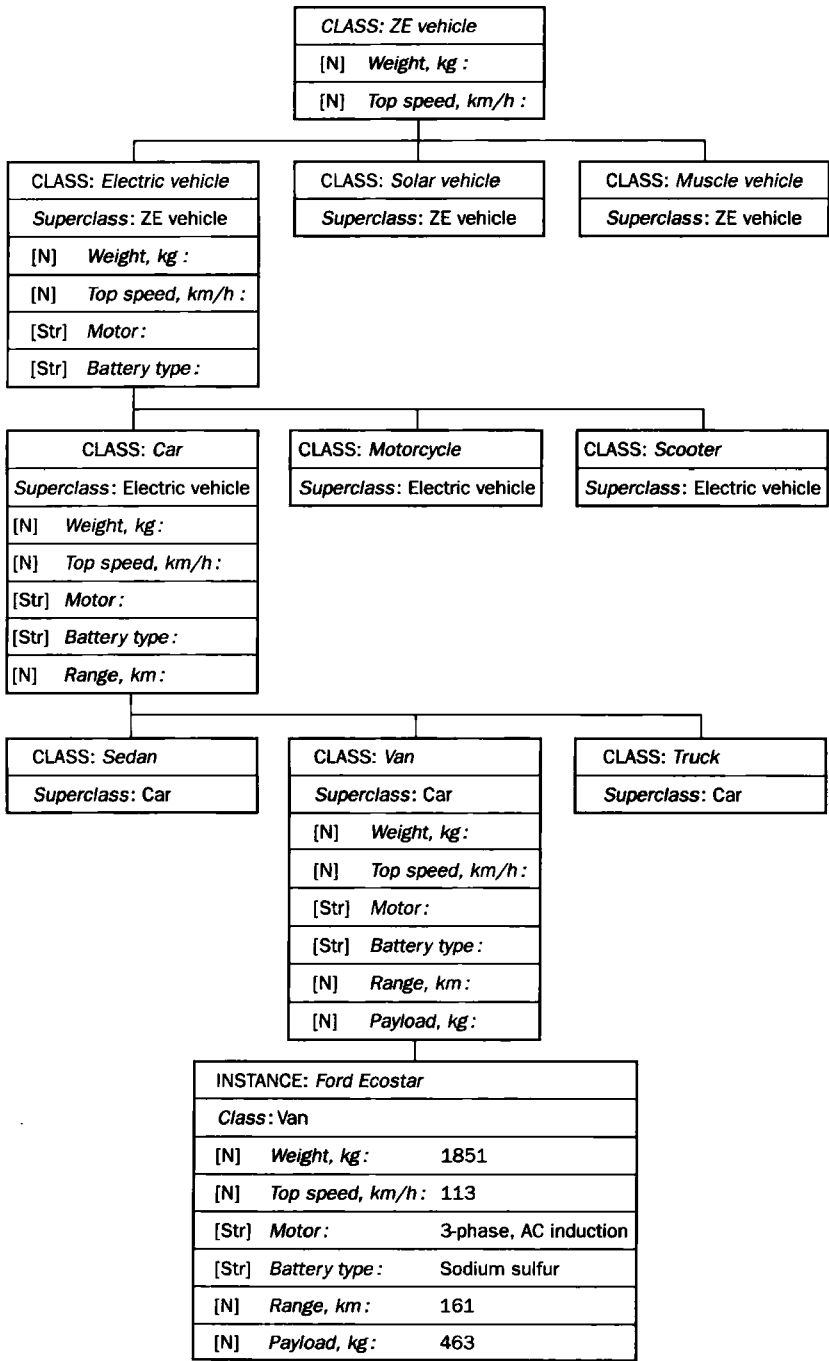 CLASS: ZE vehicle
[N] Weight, kg :
[N] Top speed, km/h :
CLASS: Electric vehicle
Superclass: ZE vehicle
[N] Weight, kg :
[N] Top speed, km/h :
[Str] Motor:
[Str] Battery type:
CLASS: Solar vehicle
Superclass: ZE vehicle
CLASS: Muscle vehicle
Superclass: ZE vehicle
CLASS: Car
Superclass: Electric vehicle
[N] Weight, kg:
[N] Top speed, km/h:
[Str] Motor:
[Str] Battery type:
[N] Range, km:
CLASS: Motorcycle
Superclass: Electric vehicle
CLASS: Scooter
Superclass: Electric vehicle
CLASS: Sedan
Superclass: Car
CLASS: Van
Superclass: Car
[N] Weight, kg:
[N] Top speed, km/h:
[Str] Motor:
[Str] Battery type:
[N] Range, km:
[N] Payload, kg:
CLASS: Truck
Superclass: Car
INSTANCE: Ford Ecostar
Class: Van
[N] Weight, kg: 1851
[N] Top speed, km/h: 113
[Str] Motor: 3-phase, AC induction
[Str] Battery type: Sodium sulfur
[N] Range, km: 161
[N] Payload, kg: 463